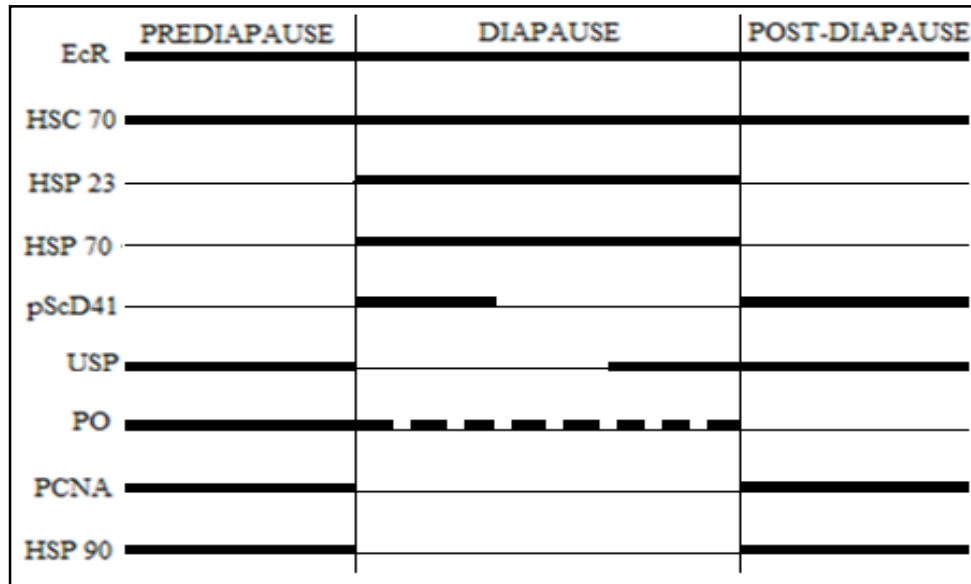 PREDIAPAUSE DIAPAUSE POST-DIAPAUSE
EcR
HSC 70
HSP 23
HSP 70
pScD41
USP
PO
PCNA
HSP 90